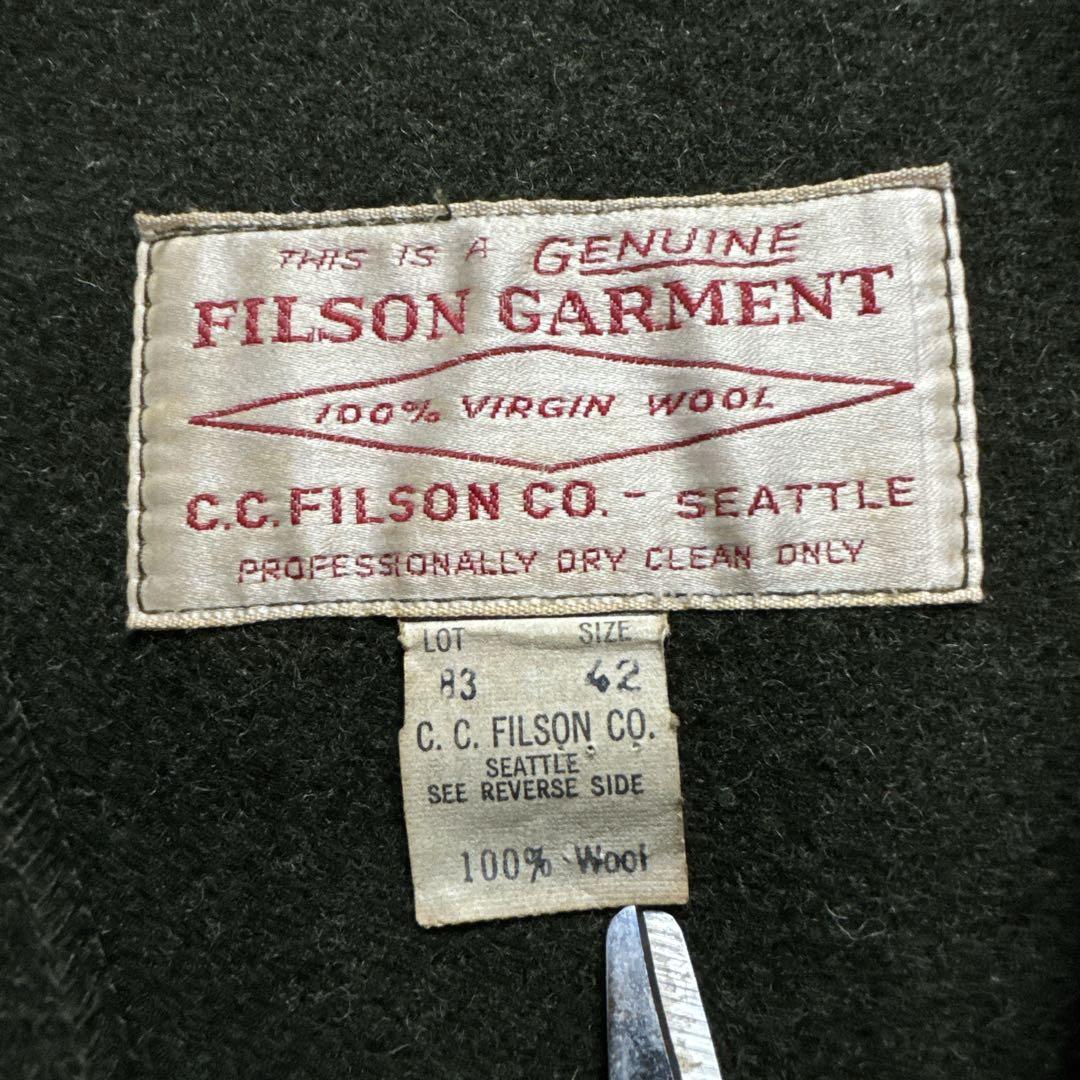 THIS IS A GENUINE
FILSON GARMENT
100% VIRGIN WOOL
C.C. FILSON CO. - SEATTLE
PROFESSIONALLY DRY CLEAN ONLY
LOT SIZE
83 42
C. C. FILSON CO.
SEATTLE
SEE REVERSE SIDE
100% Wool